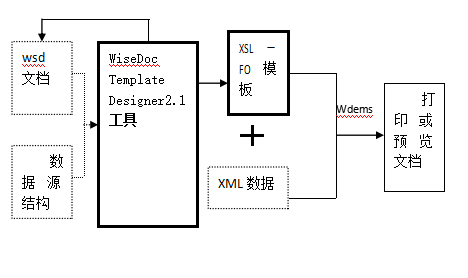 wsd
文档
数
据 源
结构
WiseDoc
Template
Designer2.1
工具
XSL －
FO 模
板
XML 数据
Wdems
打
印 或
预 览
文档